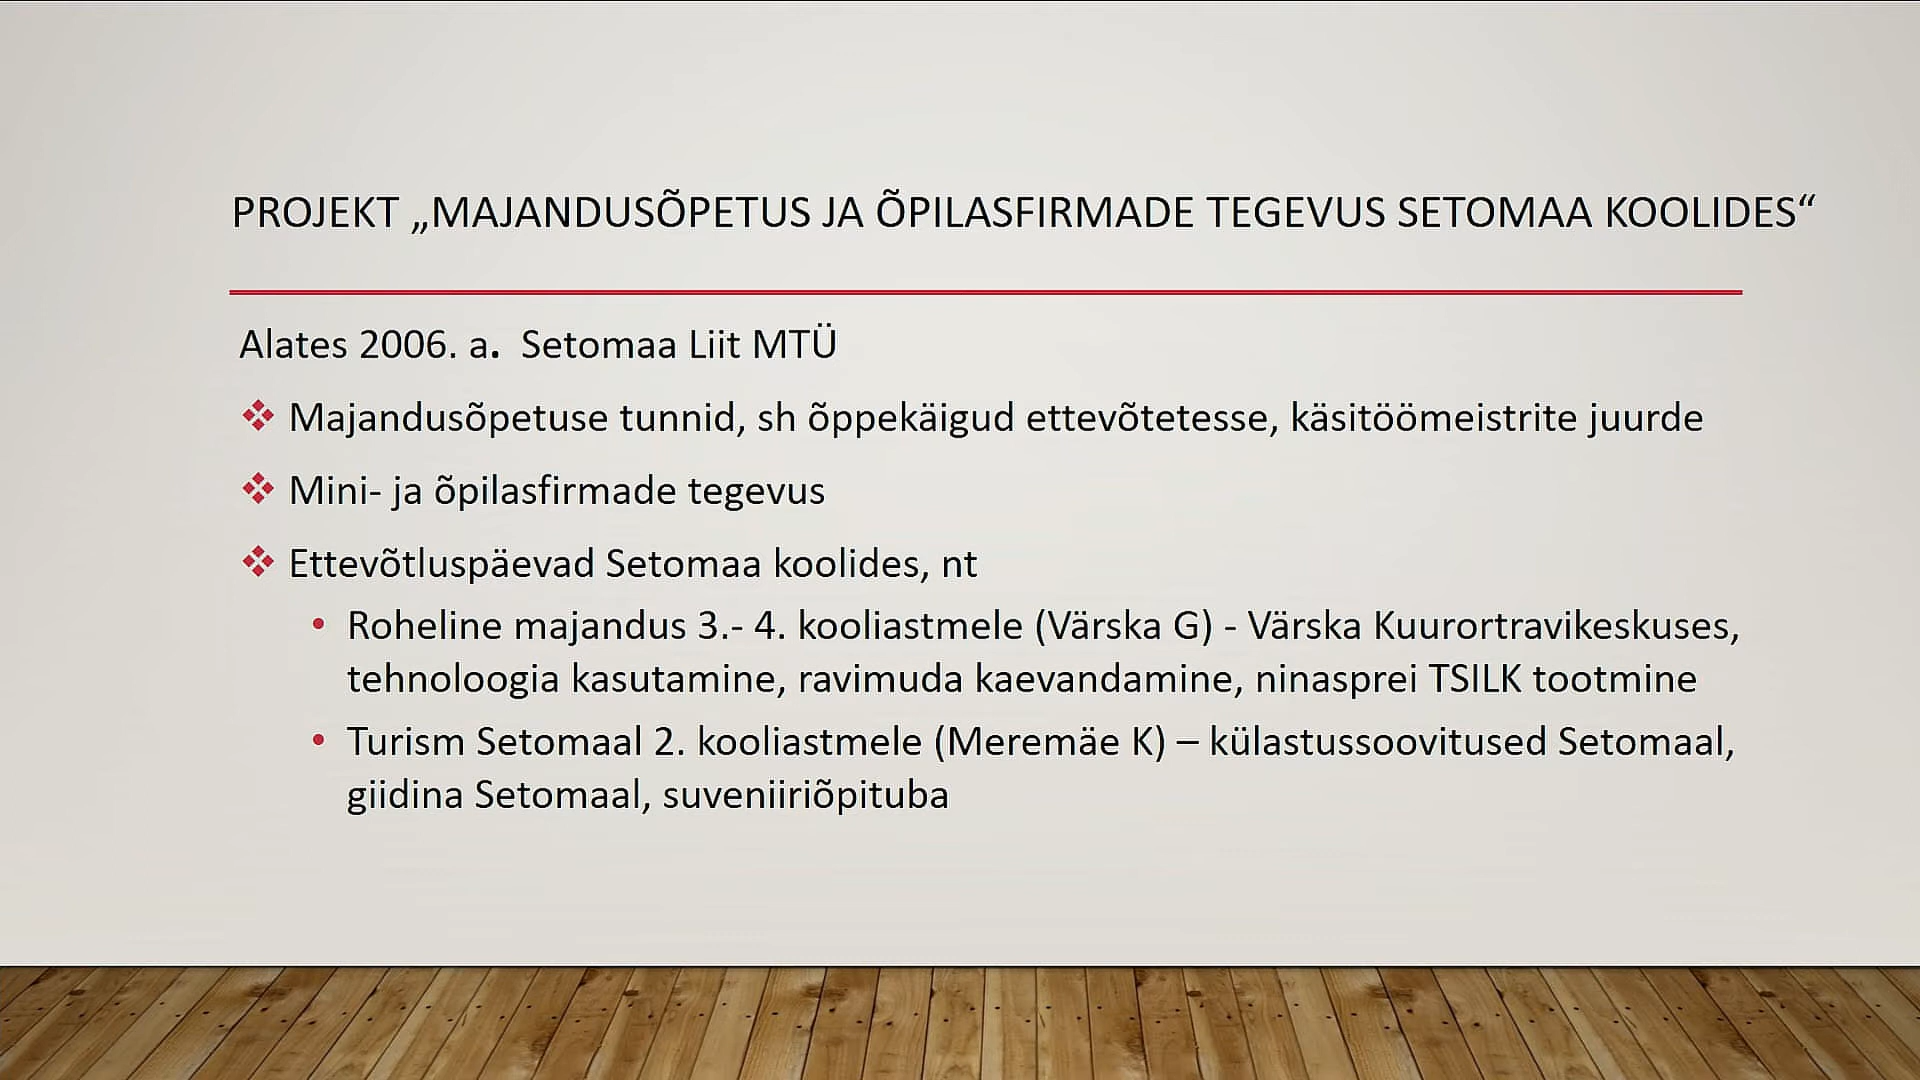 PROJEKT „MAJANDUSÕPETUS JA ÕPILASFIRMADE TEGEVUS SETOMAA KOOLIDES“
Alates 2006. a. Setomaa Liit MTÜ
❖ Majandusõpetuse tunnid, sh õppekäigud ettevõtetesse, käsitöömeistrite juurde
❖ Mini- ja õpilasfirmade tegevus
❖ Ettevõtluspäevad Setomaa koolides, nt
• Roheline majandus 3.- 4. kooliastmele (Värska G) - Värska Kuurortravikeskuses,
tehnoloogia kasutamine, ravimuda kaevandamine, ninasprei TSILK tootmine
• Turism Setomaal 2. kooliastmele (Meremäe K) – külastussoovitused Setomaal,
giidina Setomaal, suveniiriõpituba